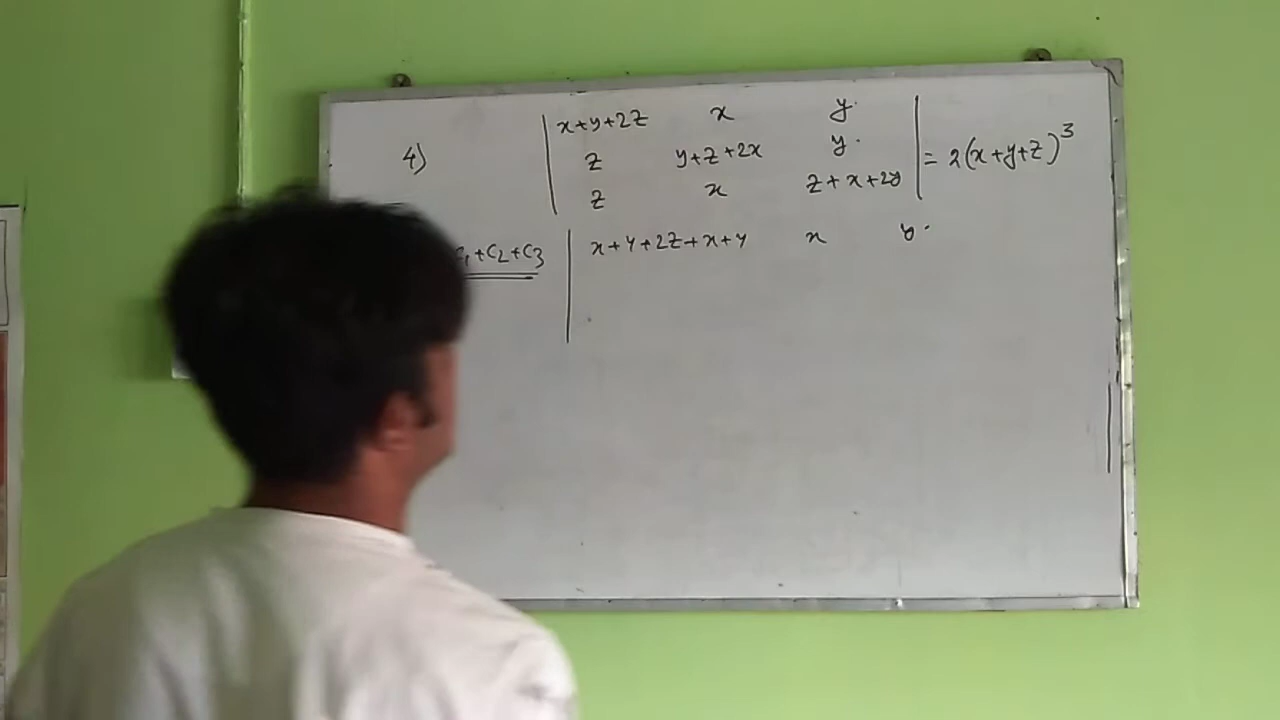 4)
x+y+2z x y
z y+z+2x y
z x z+x+2y
= 2(x+y+z)³
C₁+C₂+C₃
x+y+2z+x+y x y